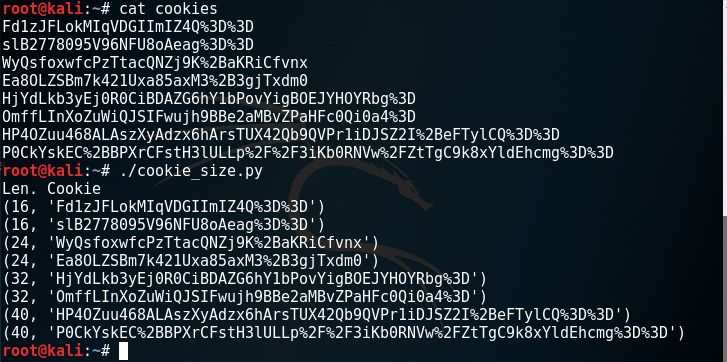 root@kali:~# cat cookies
Fd1zJFLokMIqVDGIImIZ4Q%3D%3D
slB2778095V96NFU8oAeag%3D%3D
WyQsfoxwfcPzTtacQNZj9K%2BaKRiCfvnx
Ea8OLZSBm7k421Uxa85axM3%2B3gjTxdm0
HjYdLkb3yEj0R0CiBDAZG6hY1bPovYigBOEJYHOYRbg%3D
OmffLInXoZuWiQJSIFwujh9BBe2aMBvZPaHFc0Qi0a4%3D
HP4OZuu468ALAszXyAdzx6hArsTUX42Qb9QVPr1iDJSZ2I%2BeFTylCQ%3D%3D
P0CkYskEC%2BBPXrCFstH3lULLp%2F%2F3iKb0RNVw%2FZtTgC9k8xYldEhcmg%3D%3D
root@kali:~# ./cookie_size.py
Len. Cookie
(16, 'Fd1zJFLokMIqVDGIImIZ4Q%3D%3D')
(16, 'slB2778095V96NFU8oAeag%3D%3D')
(24, 'WyQsfoxwfcPzTtacQNZj9K%2BaKRiCfvnx')
(24, 'Ea8OLZSBm7k421Uxa85axM3%2B3gjTxdm0')
(32, 'HjYdLkb3yEj0R0CiBDAZG6hY1bPovYigBOEJYHOYRbg%3D')
(32, 'OmffLInXoZuWiQJSIFwujh9BBe2aMBvZPaHFc0Qi0a4%3D')
(40, 'HP4OZuu468ALAszXyAdzx6hArsTUX42Qb9QVPr1iDJSZ2I%2BeFTylCQ%3D%3D')
(40, 'P0CkYskEC%2BBPXrCFstH3lULLp%2F%2F3iKb0RNVw%2FZtTgC9k8xYldEhcmg%3D%3D')
root@kali:~#